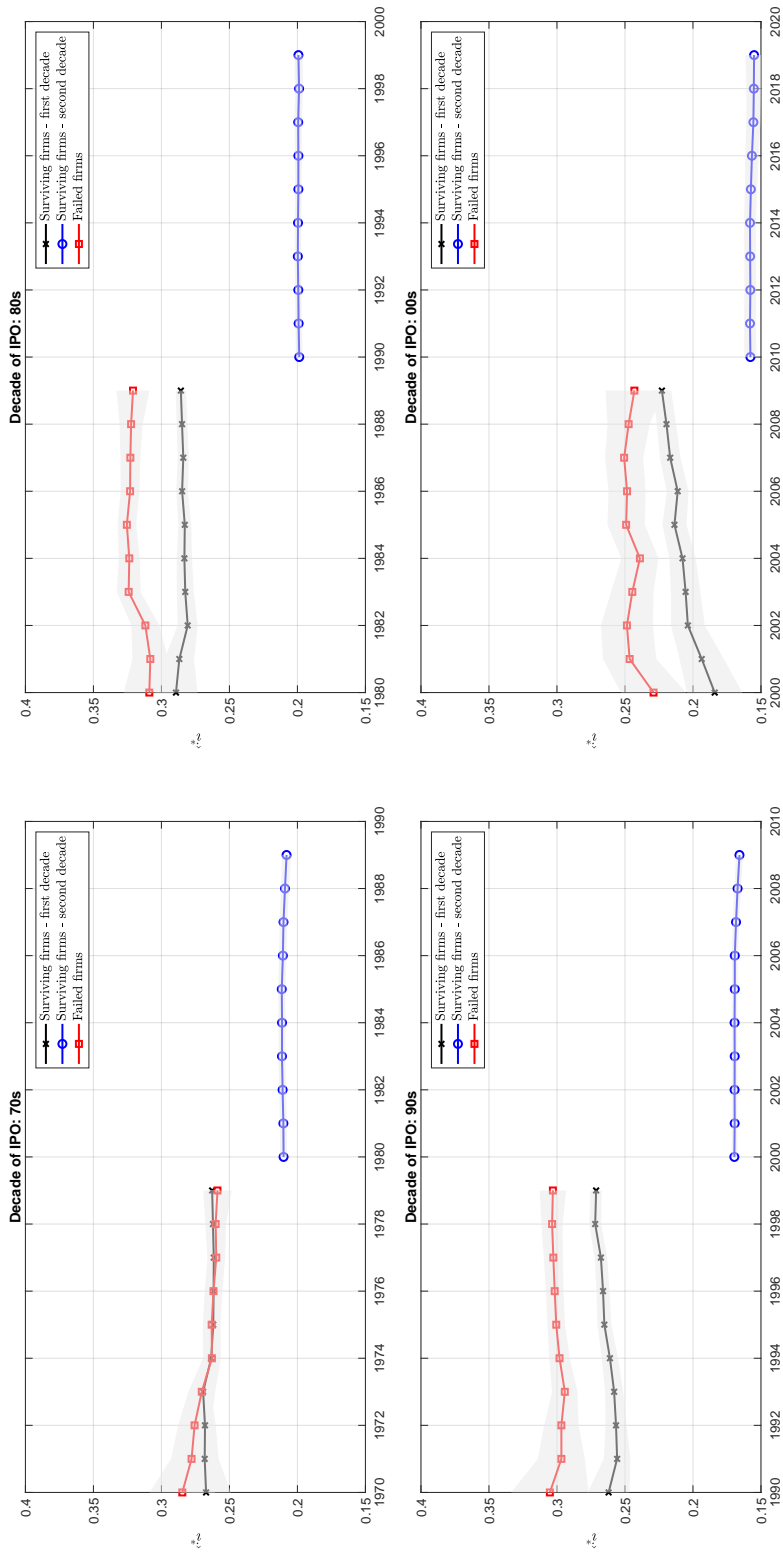 Decade of IPO: 70s
0.4
0.35
0.3
0.25
0.2
0.15
î*
1970 1972 1974 1976 1978 1980 1982 1984 1986 1988 1990
Surviving firms - first decade
Surviving firms - second decade
Failed firms
Decade of IPO: 80s
0.4
0.35
0.3
0.25
0.2
0.15
î*
1980 1982 1984 1986 1988 1990 1992 1994 1996 1998 2000
Surviving firms - first decade
Surviving firms - second decade
Failed firms
Decade of IPO: 90s
0.4
0.35
0.3
0.25
0.2
0.15
î*
1990 1992 1994 1996 1998 2000 2002 2004 2006 2008 2010
Surviving firms - first decade
Surviving firms - second decade
Failed firms
Decade of IPO: 00s
0.4
0.35
0.3
0.25
0.2
0.15
î*
2000 2002 2004 2006 2008 2010 2012 2014 2016 2018 2020
Surviving firms - first decade
Surviving firms - second decade
Failed firms